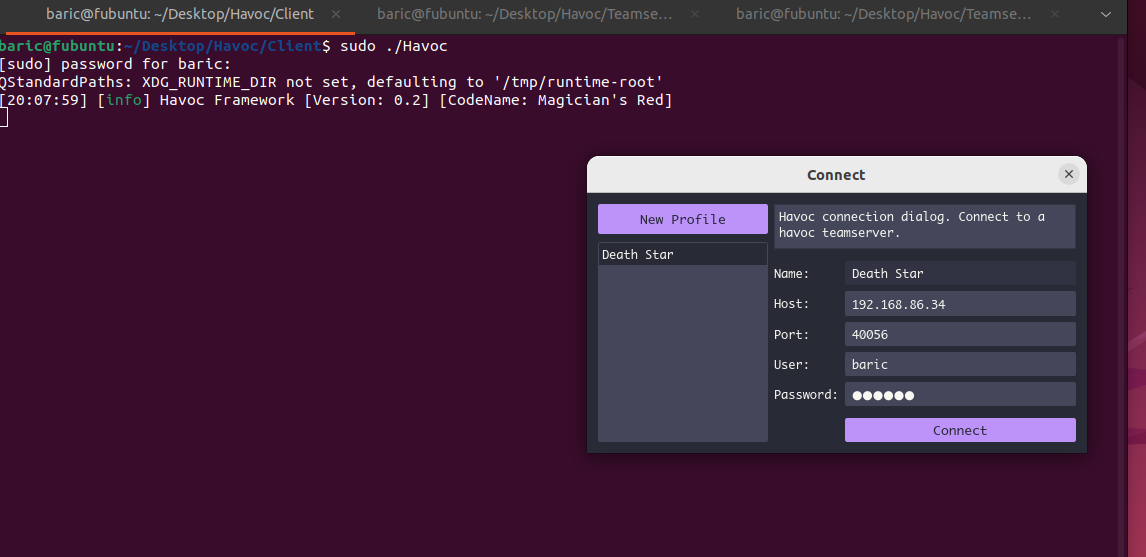 baric@fubuntu: ~/Desktop/Havoc/Client
baric@fubuntu: ~/Desktop/Havoc/Teamse...
baric@fubuntu: ~/Desktop/Havoc/Teamse...
baric@fubuntu:~/Desktop/Havoc/Client$ sudo ./Havoc
[sudo] password for baric:
QStandardPaths: XDG_RUNTIME_DIR not set, defaulting to '/tmp/runtime-root'
[20:07:59] [info] Havoc Framework [Version: 0.2] [CodeName: Magician's Red]
Connect
New Profile
Death Star
Havoc connection dialog. Connect to a
havoc teamserver.
Name: Death Star
Host: 192.168.86.34
Port: 40056
User: baric
Password: ●●●●●●
Connect